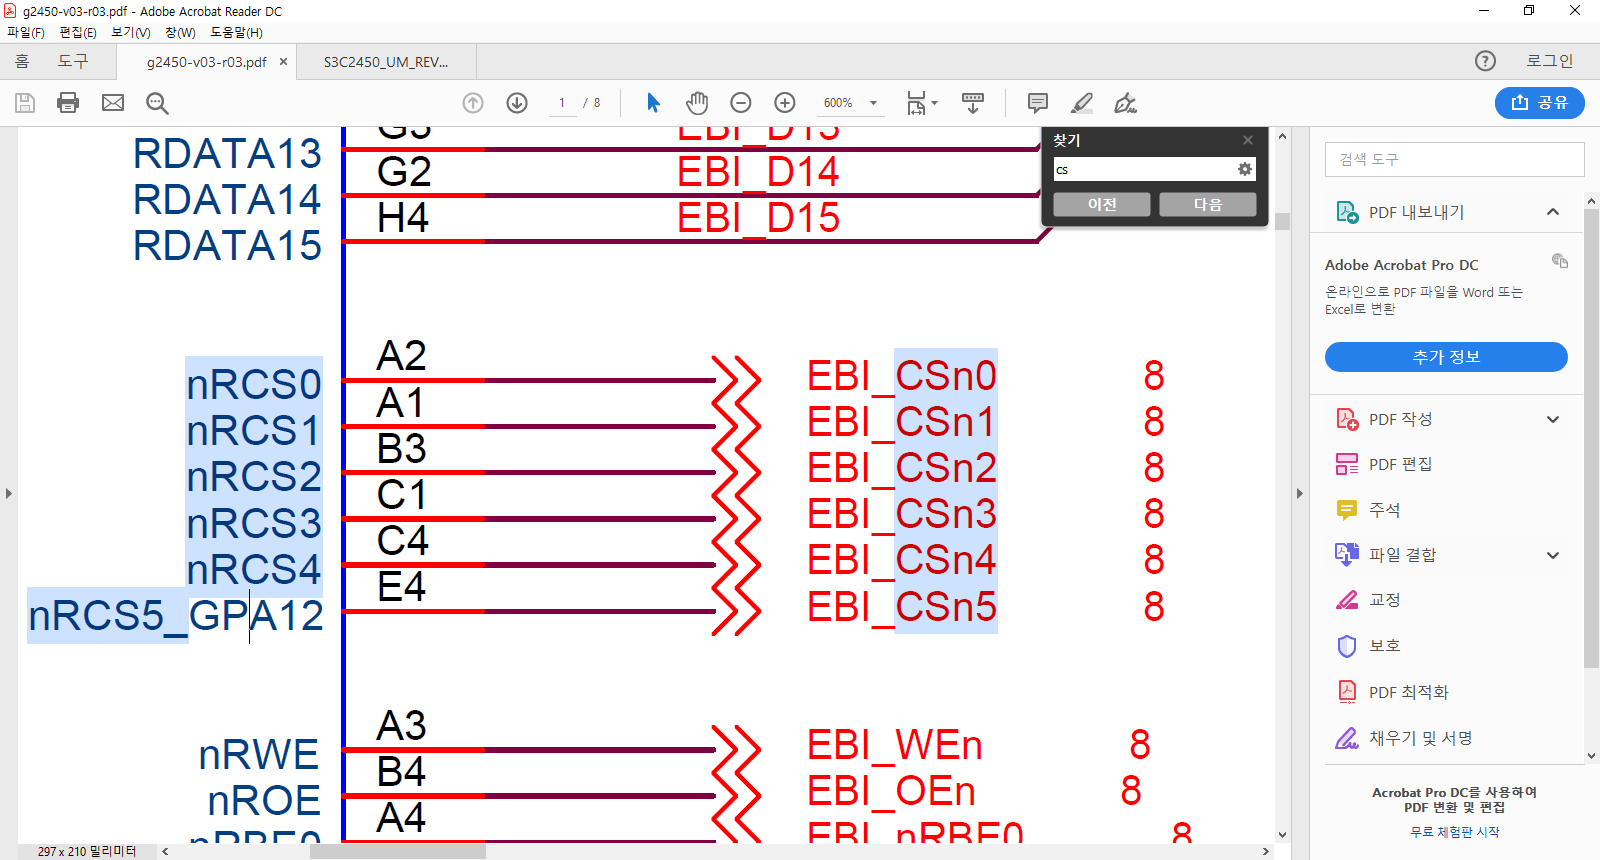 g2450-v03-r03.pdf - Adobe Acrobat Reader DC
파일(F) 편집(E) 보기(V) 창(W) 도움말(H)
홈 도구 g2450-v03-r03.pdf × S3C2450_UM_REV... ? 로그인
1 / 8 600% 공유
RDATA13 G3 EBI_D13
RDATA14 G2 EBI_D14
RDATA15 H4 EBI_D15
찾기
cs
이전 다음
nRCS0 A2 EBI_CSn0 8
nRCS1 A1 EBI_CSn1 8
nRCS2 B3 EBI_CSn2 8
nRCS3 C1 EBI_CSn3 8
nRCS4 C4 EBI_CSn4 8
nRCS5_GPA12 E4 EBI_CSn5 8
nRWE A3 EBI_WEn 8
nROE B4 EBI_OEn 8
nRBE0 A4 EBI_nRBE0 8
297 x 210 밀리미터
검색 도구
PDF 내보내기
Adobe Acrobat Pro DC
온라인으로 PDF 파일을 Word 또는
Excel로 변환
추가 정보
PDF 작성
PDF 편집
주석
파일 결합
교정
보호
PDF 최적화
채우기 및 서명
Acrobat Pro DC를 사용하여
PDF 변환 및 편집
무료 체험판 시작